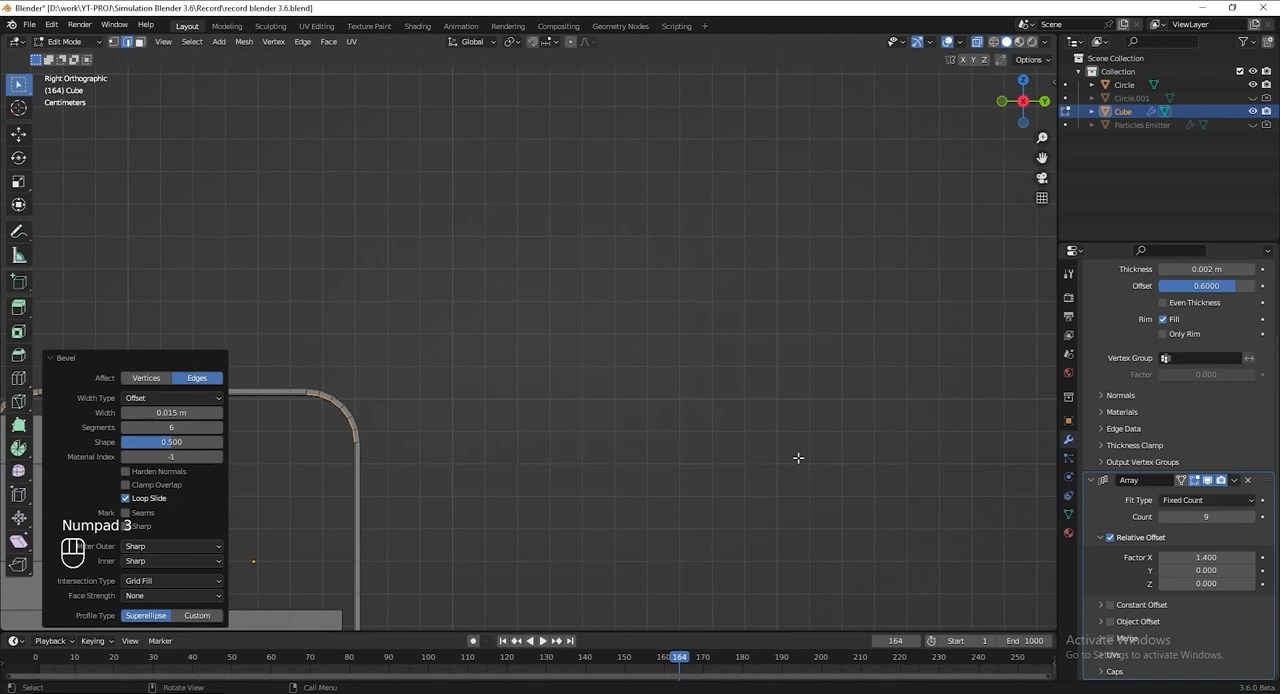 Blender* [D:\work\YT-PROJ\Simulation Blender 3.6\Record\record blender 3.6.blend]
File Edit Render Window Help Layout Modeling Sculpting UV Editing Texture Paint Shading Animation Rendering Compositing Geometry Nodes Scripting Scene ViewLayer
Edit Mode View Select Add Mesh Vertex Edge Face UV Global
X Y Z Options
Right Orthographic
(164) Cube
Centimeters
Z
X
Y
Scene Collection
Collection
Circle
Circle.001
Cube
Particles Emitter
Thickness 0.002 m
Offset 0.6000
Even Thickness
Rim Fill
Only Rim
Vertex Group
Factor 0.000
Normals
Materials
Edge Data
Thickness Clamp
Output Vertex Groups
Array
Fit Type Fixed Count
Count 9
Relative Offset
Factor X 1.400
Y 0.000
Z 0.000
Constant Offset
Object Offset
Merge
UVs
Caps
Activate Windows
Go to Settings to activate Windows.
Bevel
Affect Vertices Edges
Width Type Offset
Width 0.015 m
Segments 6
Shape 0.500
Material Index -1
Harden Normals
Clamp Overlap
Loop Slide
Mark Seams
Sharp
Numpad 3
Outer Sharp
Inner Sharp
Intersection Type Grid Fill
Face Strength None
Profile Type Superellipse Custom
Playback Keying View Marker 164 Start 1 End 1000
0 10 20 30 40 50 60 70 80 90 100 110 120 130 140 150 160 164 170 180 190 200 210 220 230 240 250
Select Rotate View Call Menu 3.6.0 Beta